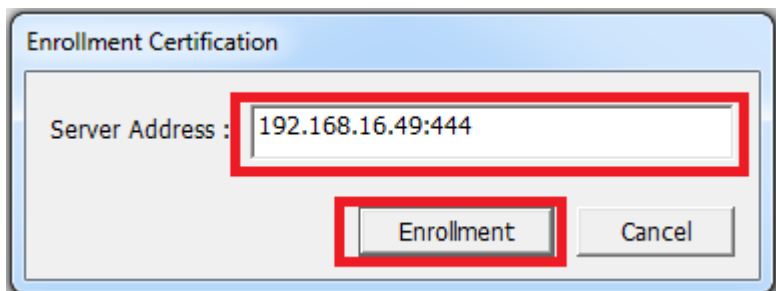 Enrollment Certification
Server Address : 192.168.16.49:444
Enrollment Cancel